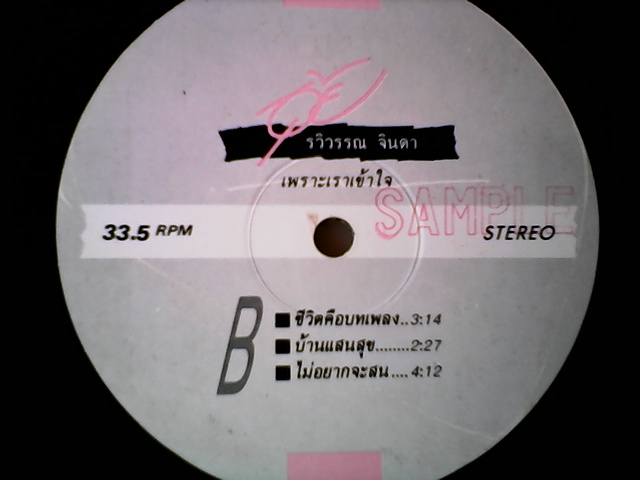 รวิวรรณ จินดา
เพราะเราเข้าใจ
SAMPLE
33.5 RPM
STEREO
B
ชีวิตคือบทเพลง..3:14
บ้านแสนสุข........2:27
ไม่อยากจะสน....4:12